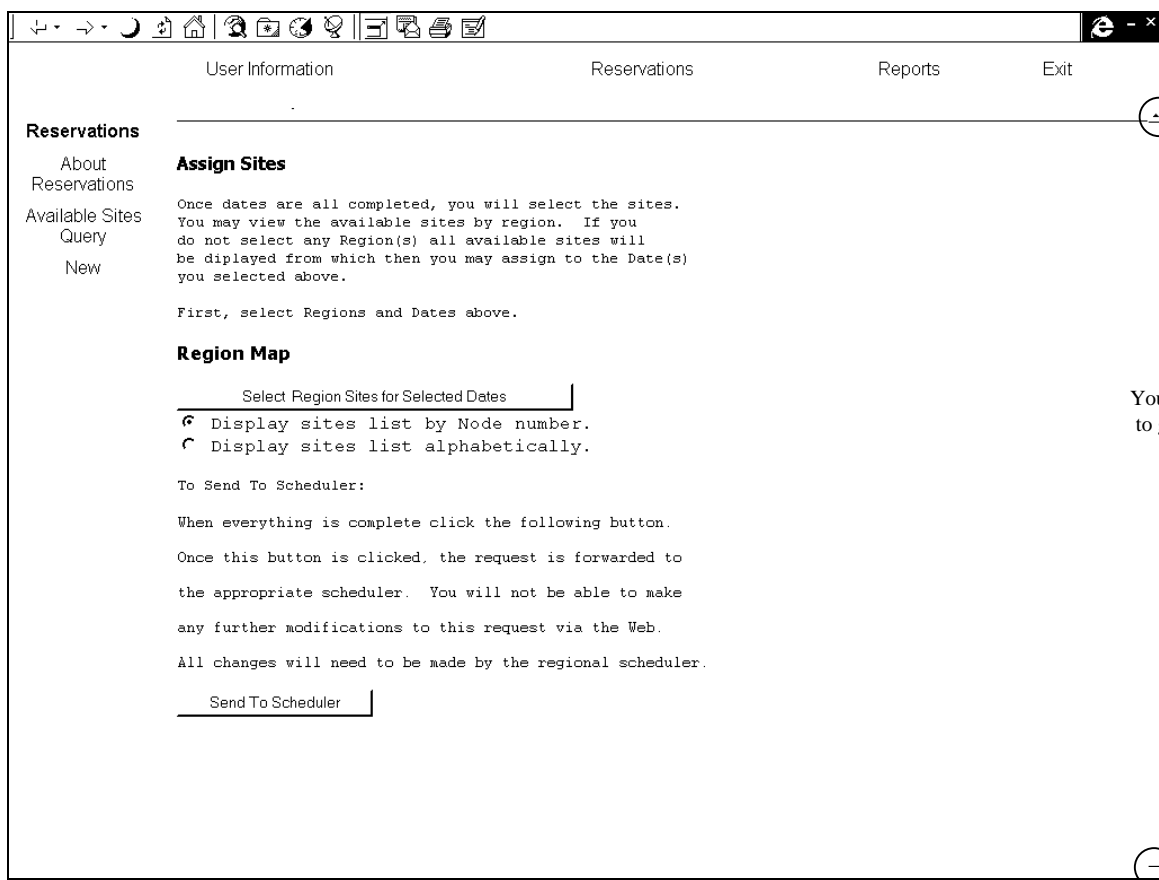 User Information Reservations Reports Exit
Reservations
About
Reservations
Available Sites
Query
New
Assign Sites
Once dates are all completed, you will select the sites.
You may view the available sites by region. If you
do not select any Region(s) all available sites will
be diplayed from which then you may assign to the Date(s)
you selected above.
First, select Regions and Dates above.
Region Map
Select Region Sites for Selected Dates
Display sites list by Node number.
Display sites list alphabetically.
To Send To Scheduler:
When everything is complete click the following button.
Once this button is clicked, the request is forwarded to
the appropriate scheduler. You will not be able to make
any further modifications to this request via the Web.
All changes will need to be made by the regional scheduler.
Send To Scheduler
to